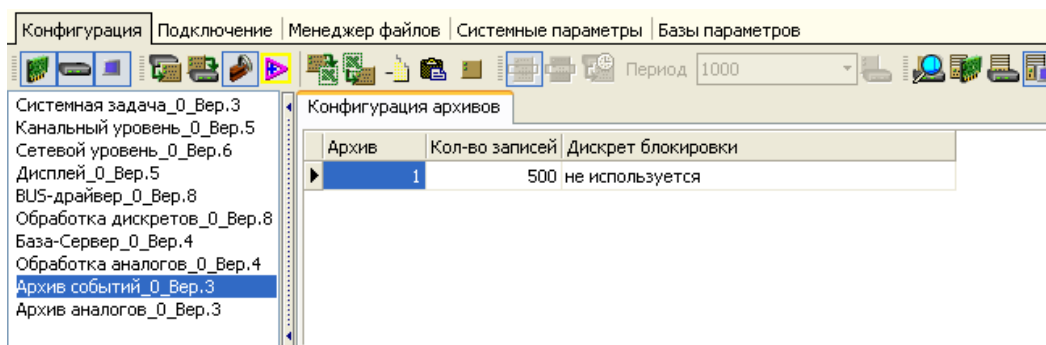 Конфигурация Подключение Менеджер файлов Системные параметры Базы параметров
Период 1000
Системная задача_0_Вер.3
Канальный уровень_0_Вер.5
Сетевой уровень_0_Вер.6
Дисплей_0_Вер.5
BUS-драйвер_0_Вер.8
Обработка дискретов_0_Вер.8
База-Сервер_0_Вер.4
Обработка аналогов_0_Вер.4
Архив событий_0_Вер.3
Архив аналогов_0_Вер.3
Конфигурация архивов
Архив Кол-во записей Дискрет блокировки
1 500 не используется